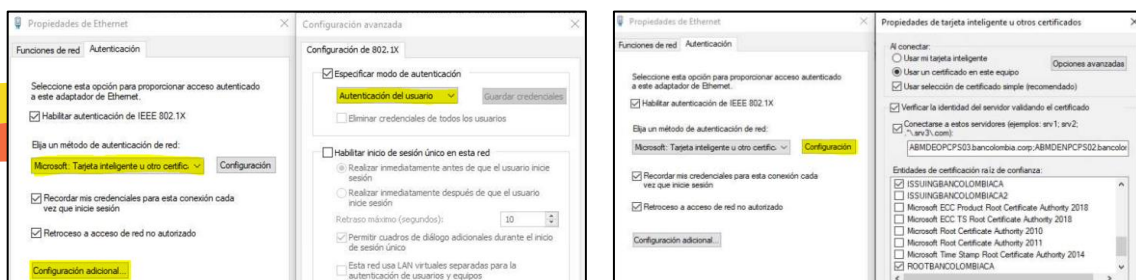 Propiedades de Ethernet
Funciones de red Autenticación
Seleccione esta opción para proporcionar acceso autenticado
a este adaptador de Ethernet.
Habilitar autenticación de IEEE 802.1X
Elija un método de autenticación de red:
Microsoft: Tarjeta inteligente u otro certific. Configuración
Recordar mis credenciales para esta conexión cada
vez que inicie sesión
Retroceso a acceso de red no autorizado
Configuración adicional...
Configuración avanzada
Configuración de 802.1X
Especificar modo de autenticación
Autenticación del usuario Guardar credenciales
Eliminar credenciales de todos los usuarios
Habilitar inicio de sesión único en esta red
Realizar inmediatamente antes de que el usuario inicie
sesión
Realizar inmediatamente después de que el usuario
inicie sesión
Retraso máximo (segundos): 10
Permitir cuadros de diálogo adicionales durante el inicio
de sesión único
Esta red usa LAN virtuales separadas para la
autenticación de usuarios y equipos
Propiedades de Ethernet
Funciones de red Autenticación
Seleccione esta opción para proporcionar acceso autenticado
a este adaptador de Ethernet.
Habilitar autenticación de IEEE 802.1X
Elija un método de autenticación de red:
Microsoft: Tarjeta inteligente u otro certific. Configuración
Recordar mis credenciales para esta conexión cada
vez que inicie sesión
Retroceso a acceso de red no autorizado
Configuración adicional...
Propiedades de tarjeta inteligente u otros certificados
Al conectar:
Usar mi tarjeta inteligente
Usar un certificado en este equipo Opciones avanzadas
Usar selección de certificado simple (recomendado)
Verificar la identidad del servidor validando el certificado
Conectarse a estos servidores (ejemplos: srv1; srv2;
.*\.srv3\.com):
ABMDEOPCPS03.bancolombia.corp;ABMDENPCPS02.bancolor
Entidades de certificación raíz de confianza:
ISSUINGBANCOLOMBIACA
ISSUINGBANCOLOMBIACA2
Microsoft ECC Product Root Certificate Authority 2018
Microsoft ECC TS Root Certificate Authority 2018
Microsoft Root Certificate Authority 2010
Microsoft Root Certificate Authority 2011
Microsoft Time Stamp Root Certificate Authority 2014
ROOTBANCOLOMBIACA